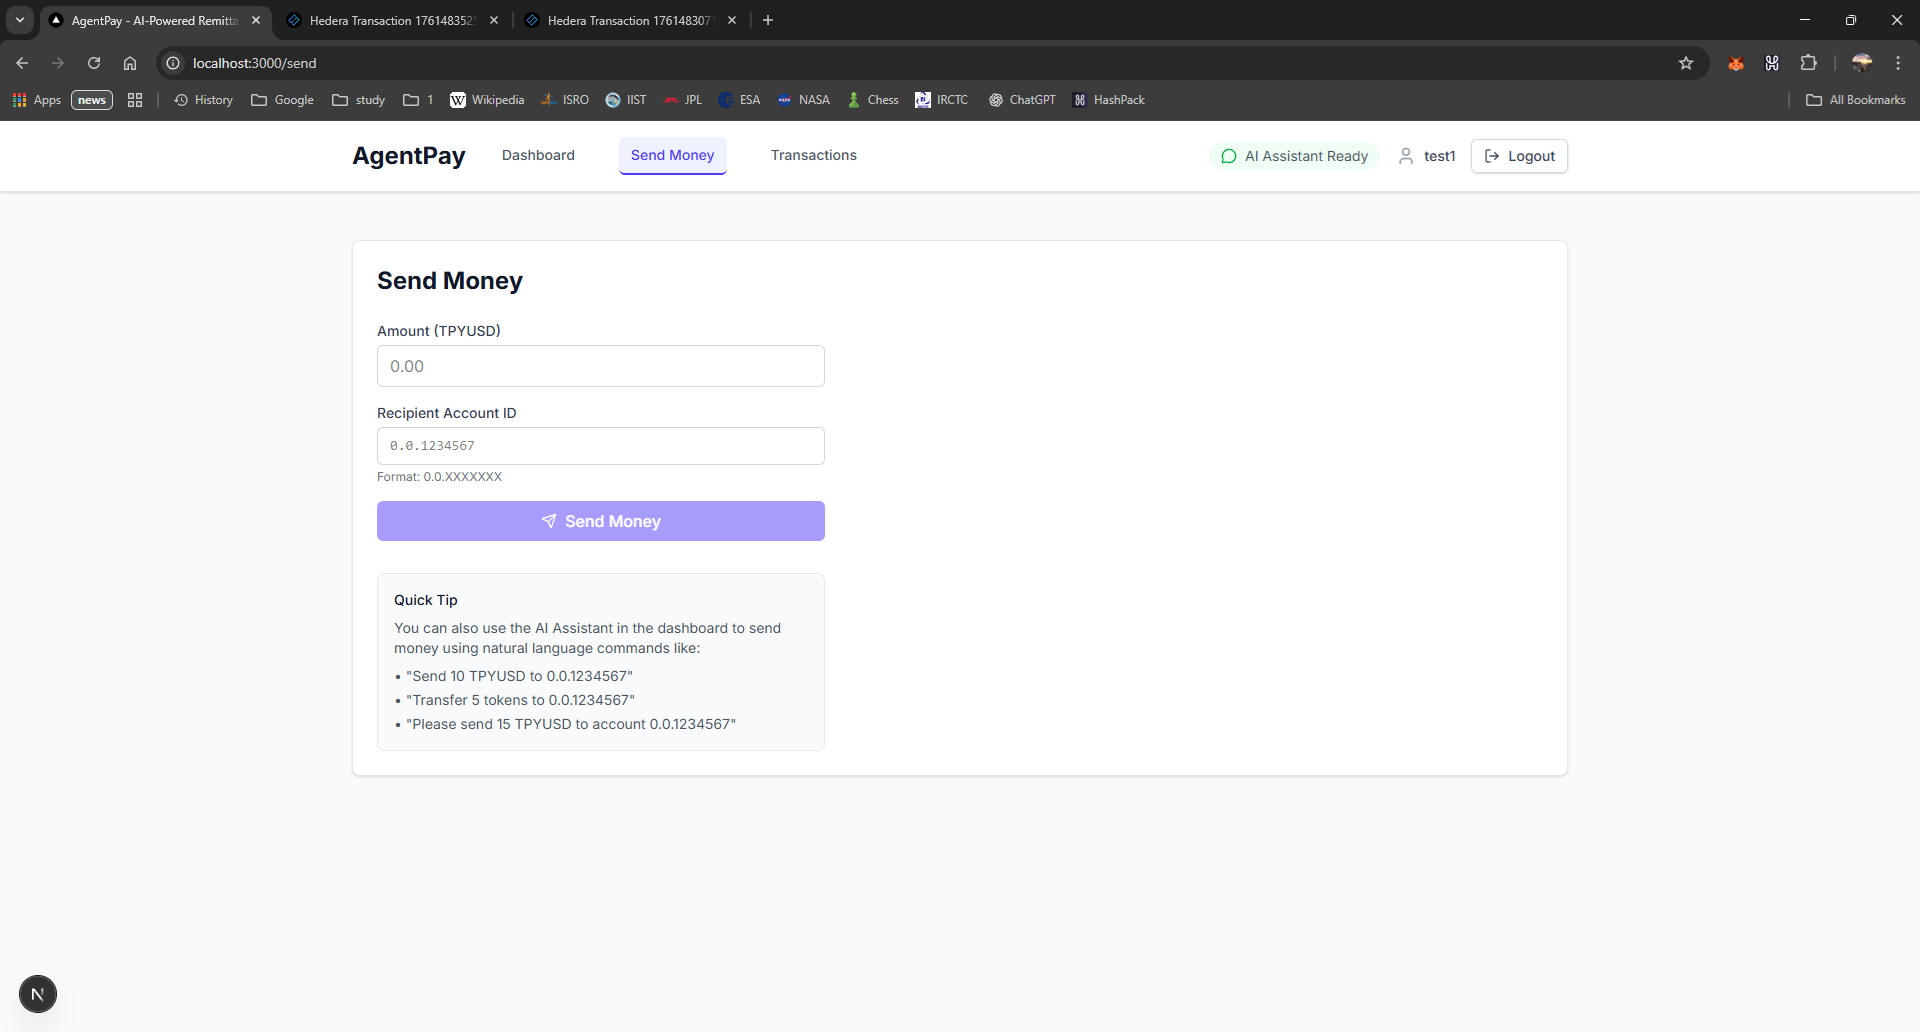 AgentPay - AI-Powered Remitta
Hedera Transaction 1761483525
Hedera Transaction 1761483071
localhost:3000/send
Apps
news
History
Google
study
1
Wikipedia
ISRO
IIST
JPL
ESA
NASA
Chess
IRCTC
ChatGPT
HashPack
All Bookmarks
AgentPay
Dashboard
Send Money
Transactions
AI Assistant Ready
test1
Logout
Send Money
Amount (TPYUSD)
0.00
Recipient Account ID
0.0.1234567
Format: 0.0.XXXXXXX
Send Money
Quick Tip
You can also use the AI Assistant in the dashboard to send
money using natural language commands like:
• "Send 10 TPYUSD to 0.0.1234567"
• "Transfer 5 tokens to 0.0.1234567"
• "Please send 15 TPYUSD to account 0.0.1234567"
N